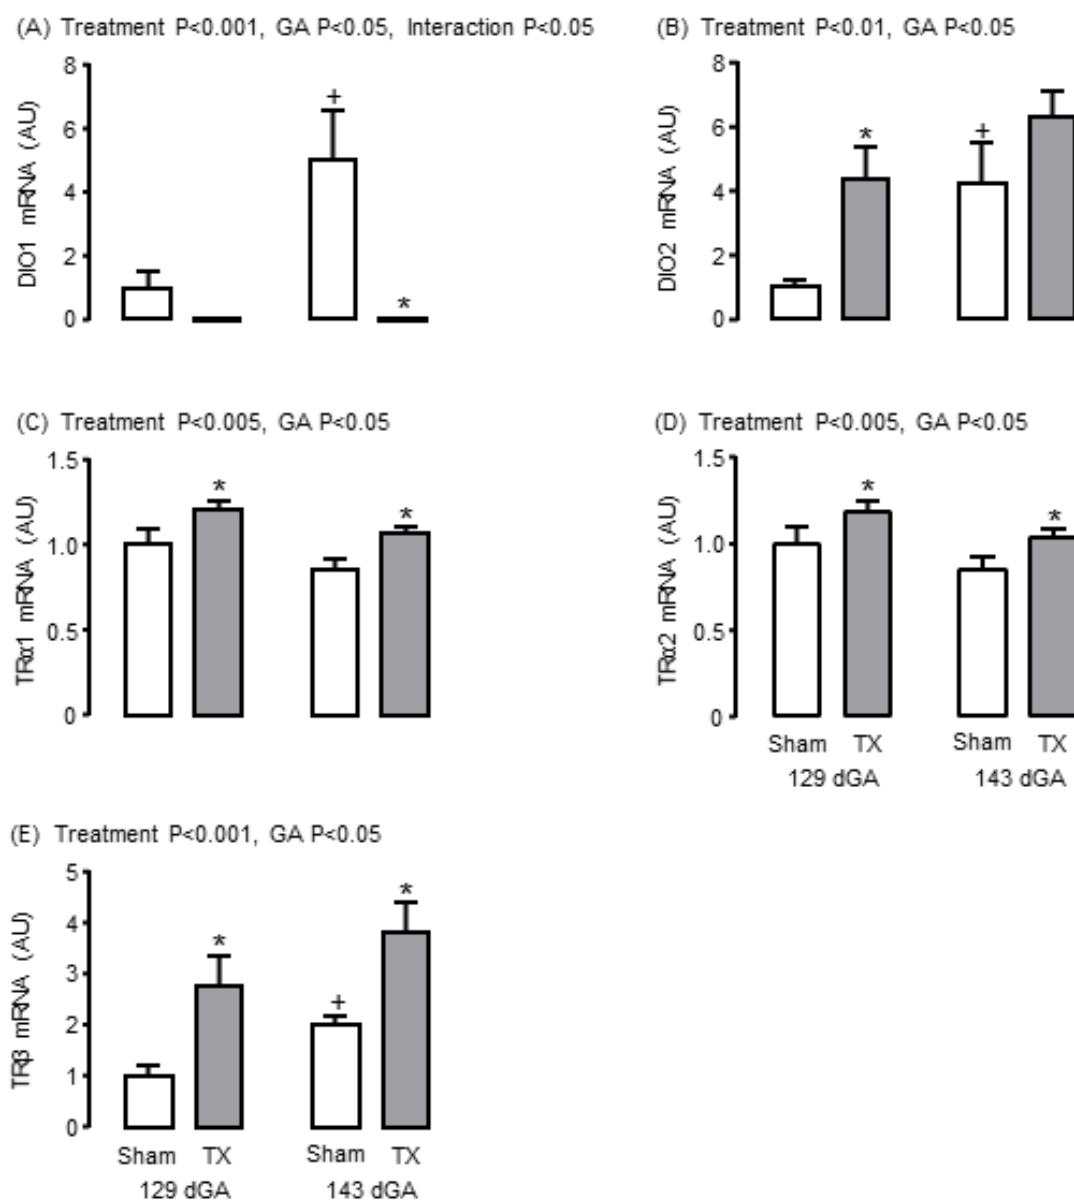 (A) Treatment P<0.001, GA P<0.05, Interaction P<0.05
DIO1 mRNA (AU)
8
6
4
2
0
+
*
(B) Treatment P<0.01, GA P<0.05
DIO2 mRNA (AU)
8
6
4
2
0
*
+
(C) Treatment P<0.005, GA P<0.05
TRα1 mRNA (AU)
1.5
1.0
0.5
0
*
*
(D) Treatment P<0.005, GA P<0.05
TRα2 mRNA (AU)
1.5
1.0
0.5
0
*
*
Sham TX Sham TX
129 dGA 143 dGA
(E) Treatment P<0.001, GA P<0.05
TRβ mRNA (AU)
5
4
3
2
1
0
*
+
*
Sham TX Sham TX
129 dGA 143 dGA